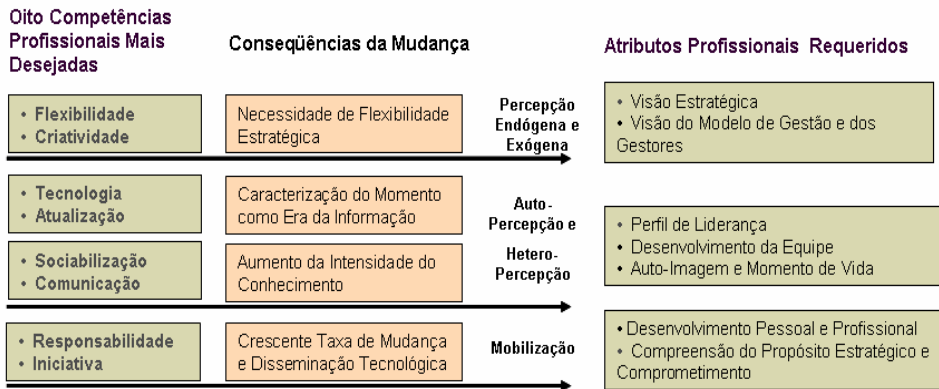 Oito Competências
Profissionais Mais
Desejadas
Conseqüências da Mudança
Atributos Profissionais Requeridos
• Flexibilidade
• Criatividade
Necessidade de Flexibilidade
Estratégica
Percepção
Endógena e
Exógena
• Visão Estratégica
• Visão do Modelo de Gestão e dos
Gestores
• Tecnologia
• Atualização
Caracterização do Momento
como Era da Informação
Auto-
Percepção e
Hetero-
Percepção
• Perfil de Liderança
• Desenvolvimento da Equipe
• Auto-Imagem e Momento de Vida
• Sociabilização
• Comunicação
Aumento da Intensidade do
Conhecimento
• Responsabilidade
• Iniciativa
Crescente Taxa de Mudança
e Disseminação Tecnológica
Mobilização
• Desenvolvimento Pessoal e Profissional
• Compreensão do Propósito Estratégico e
Comprometimento